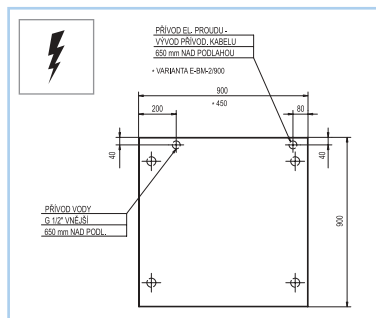 PŘÍVOD EL. PROUDU -
VÝVOD PŘÍVOD. KABELU
650 mm NAD PODLAHOU
* VARIANTA E-BM-2/900
900
* 450
200
80
40
40
PŘÍVOD VODY
G 1/2" VNĚJŠÍ
650 mm NAD PODL.
900